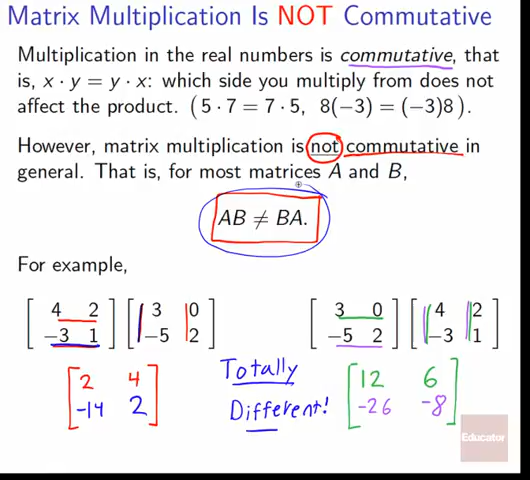 Matrix Multiplication Is NOT Commutative
Multiplication in the real numbers is commutative, that
is, x · y = y · x: which side you multiply from does not
affect the product. (5 · 7 = 7 · 5, 8(−3) = (−3)8).
However, matrix multiplication is not commutative in
general. That is, for most matrices A and B,
AB ≠ BA.
For example,
[ 4 2 ] [ 3 0 ] [ 3 0 ] [ 4 2 ]
[ −3 1 ] [ −5 2 ] [ −5 2 ] [ −3 1 ]
[ 2 4 ] Totally [ 12 6 ]
[ -14 2 ] Different! [ -26 -8 ]
Educator